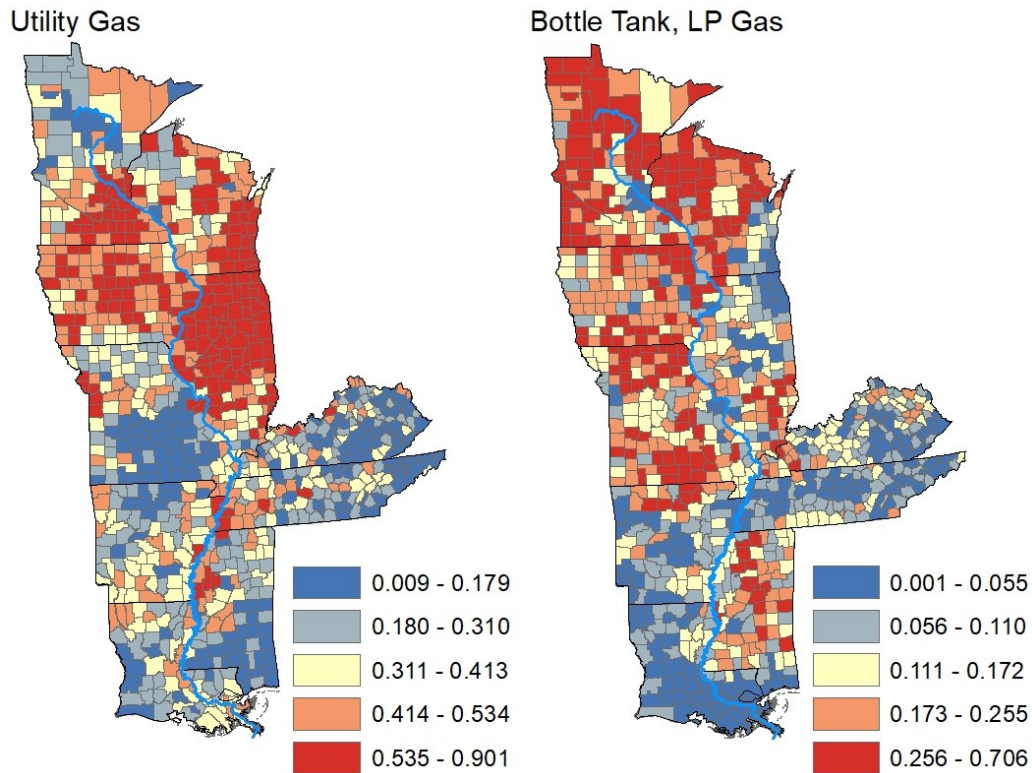 Utility Gas
Bottle Tank, LP Gas
0.009 - 0.179
0.180 - 0.310
0.311 - 0.413
0.414 - 0.534
0.535 - 0.901
0.001 - 0.055
0.056 - 0.110
0.111 - 0.172
0.173 - 0.255
0.256 - 0.706